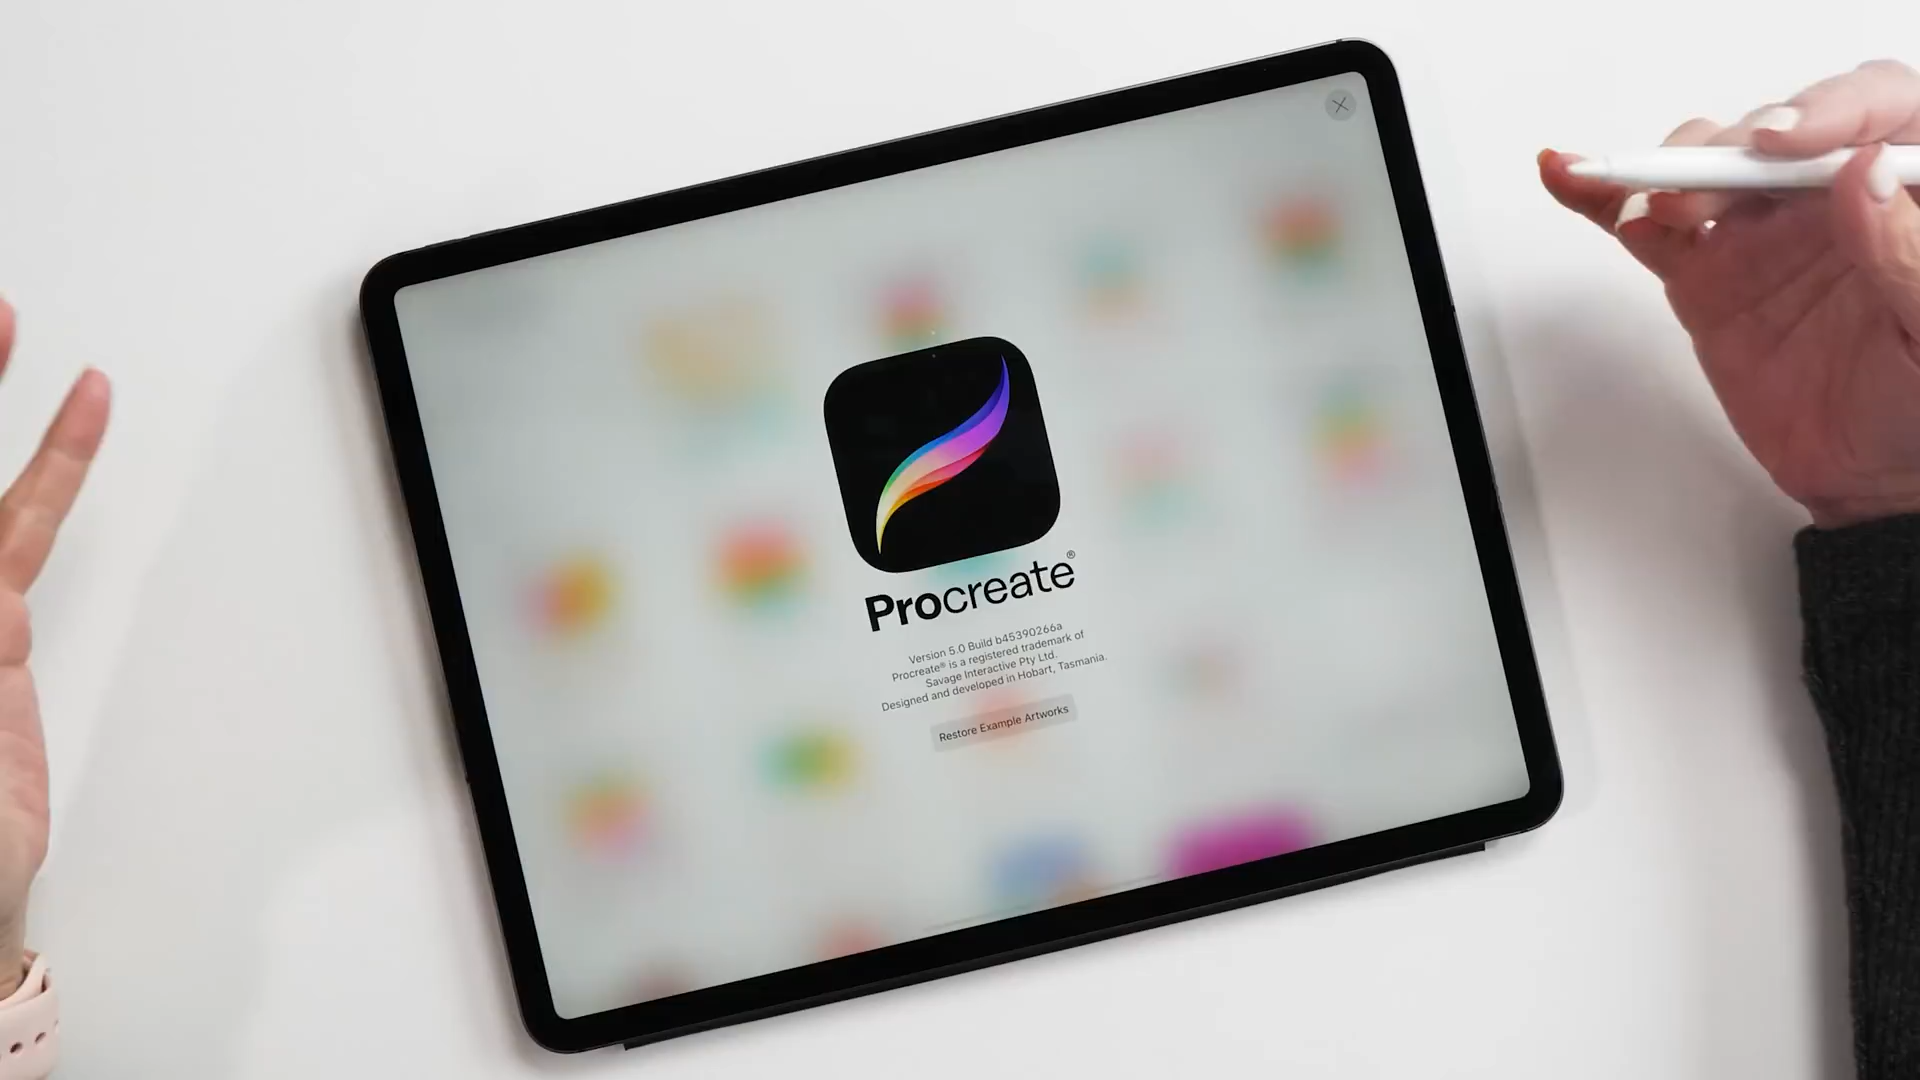 Procreate®
Version 5.0 Build b45390266a
Procreate® is a registered trademark of
Savage Interactive Pty Ltd.
Designed and developed in Hobart, Tasmania.
Restore Example Artworks